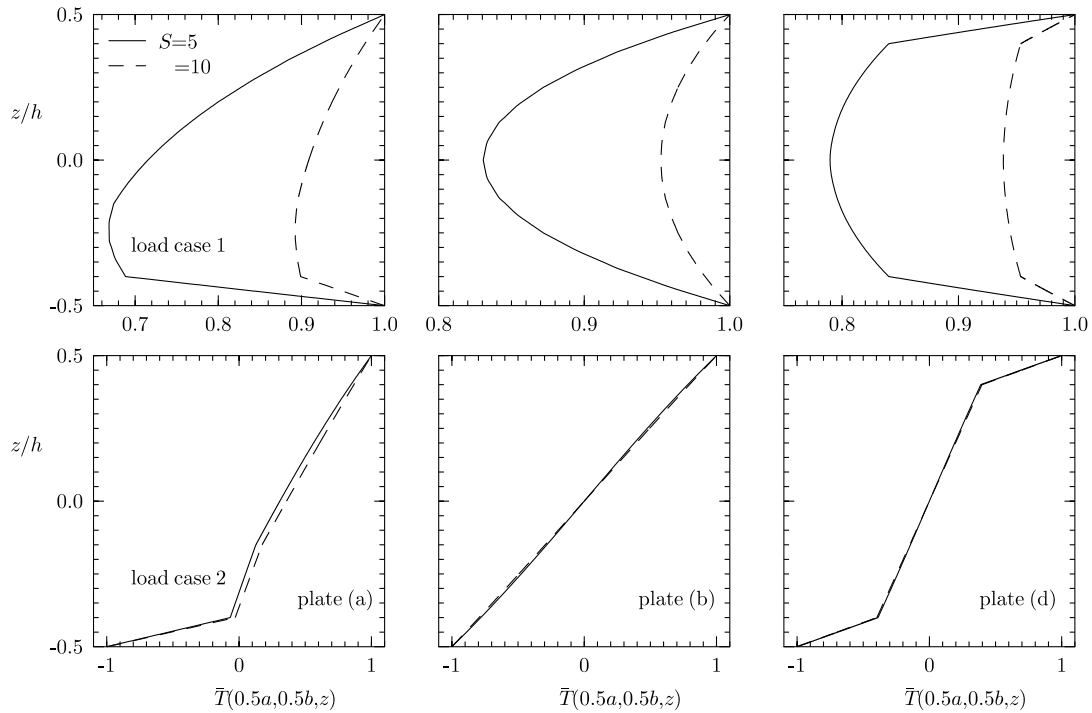 0.5
S=5
=10
z/h
0.0
load case 1
-0.5
0.7 0.8 0.9 1.0 0.8 0.9 1.0 0.8 0.9 1.0
0.5
z/h
0.0
load case 2
plate (a) plate (b) plate (d)
-0.5
-1 0 1 -1 0 1 -1 0 1
T̄(0.5a,0.5b,z) T̄(0.5a,0.5b,z) T̄(0.5a,0.5b,z)